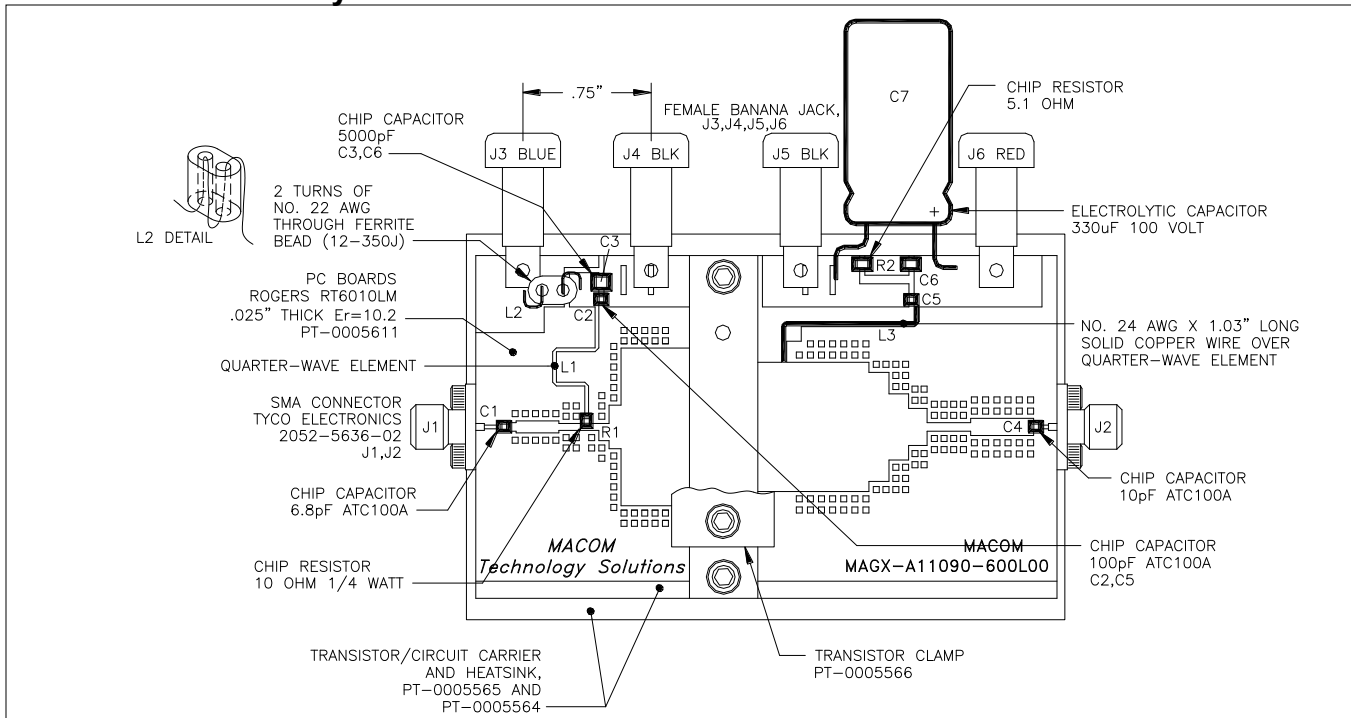 C7
CHIP RESISTOR
5.1 OHM
.75"
FEMALE BANANA JACK,
J3,J4,J5,J6
CHIP CAPACITOR
5000pF
C3,C6
J3 BLUE
J4 BLK
J5 BLK
J6 RED
2 TURNS OF
NO. 22 AWG
THROUGH FERRITE
BEAD (12-350J)
L2 DETAIL
+
ELECTROLYTIC CAPACITOR
330uF 100 VOLT
C3
R2
C6
PC BOARDS
ROGERS RT6010LM
.025" THICK Er=10.2
PT-0005611
L2
C2
C5
L3
NO. 24 AWG X 1.03" LONG
SOLID COPPER WIRE OVER
QUARTER-WAVE ELEMENT
QUARTER-WAVE ELEMENT
L1
SMA CONNECTOR
TYCO ELECTRONICS
2052-5636-02
J1,J2
J1
C1
R1
C4
J2
CHIP CAPACITOR
6.8pF ATC100A
CHIP CAPACITOR
10pF ATC100A
CHIP RESISTOR
10 OHM 1/4 WATT
MACOM
Technology Solutions
MACOM
MAGX-A11090-600L00
CHIP CAPACITOR
100pF ATC100A
C2,C5
TRANSISTOR/CIRCUIT CARRIER
AND HEATSINK,
PT-0005565 AND
PT-0005564
TRANSISTOR CLAMP
PT-0005566